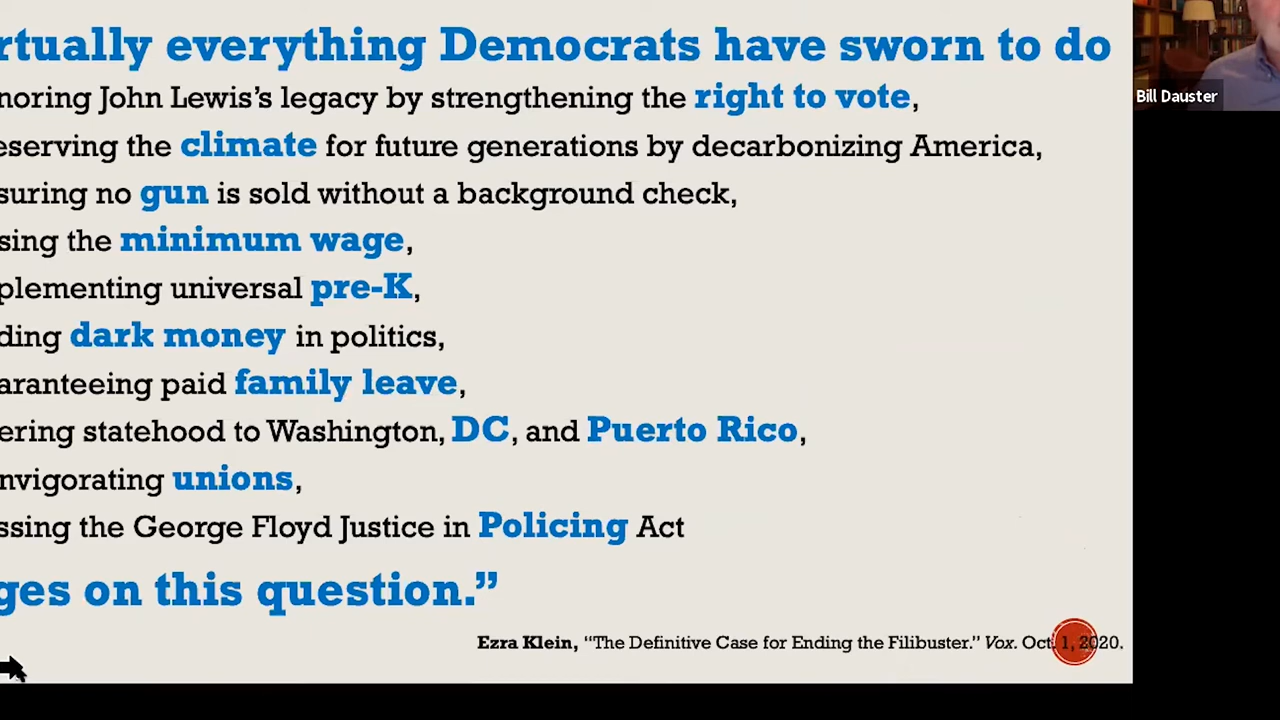 rtually everything Democrats have sworn to do
noring John Lewis's legacy by strengthening the right to vote,
eserving the climate for future generations by decarbonizing America,
suring no gun is sold without a background check,
sing the minimum wage,
plementing universal pre-K,
ding dark money in politics,
aranteeing paid family leave,
ering statehood to Washington, DC, and Puerto Rico,
nvigorating unions,
ssing the George Floyd Justice in Policing Act
ges on this question.”
Ezra Klein, “The Definitive Case for Ending the Filibuster.” Vox. Oct. 1, 2020.
Bill Dauster